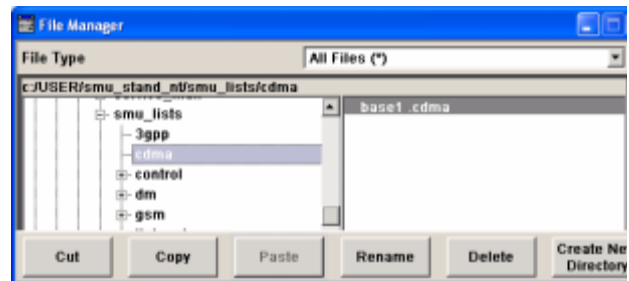 File Manager
File Type
All Files (*)
c:/USER/smu_stand_nt/smu_lists/cdma
smu_lists
base1 .cdma
3gpp
cdma
control
dm
gsm
Cut
Copy
Paste
Rename
Delete
Create Ne
Directory